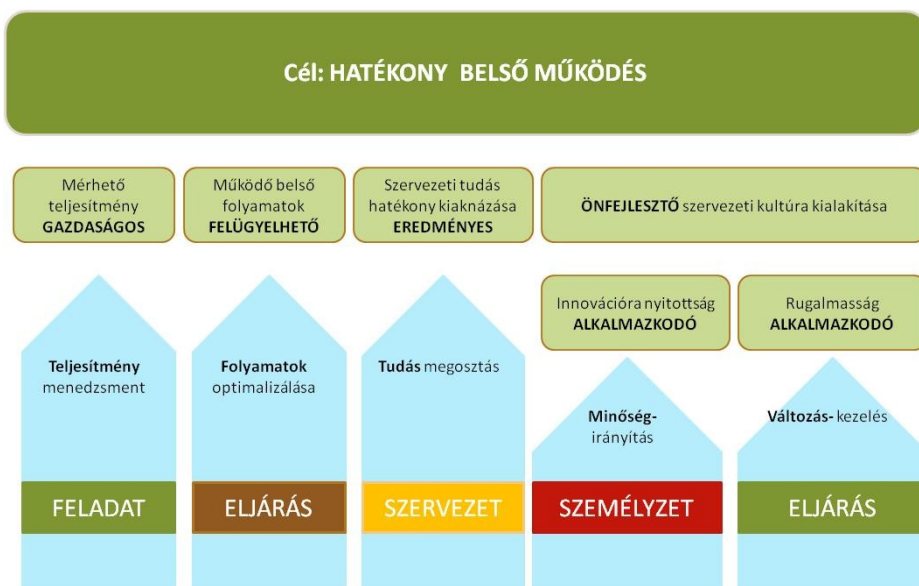 Cél: HATÉKONY BELSŐ MŰKÖDÉS
Mérhető
teljesítmény
GAZDASÁGOS
Működő belső
folyamatok
FELÜGYELHETŐ
Szervezeti tudás
hatékony kiaknázása
EREDMÉNYES
ÖNFEJLESZTŐ szervezeti kultúra kialakítása
Innovációra nyitottság
ALKALMAZKODÓ
Rugalmasság
ALKALMAZKODÓ
Teljesítmény
menedzsment
Folyamatok
optimalizálása
Tudás megosztás
Minőség-
irányítás
Változás- kezelés
FELADAT
ELJÁRÁS
SZERVEZET
SZEMÉLYZET
ELJÁRÁS